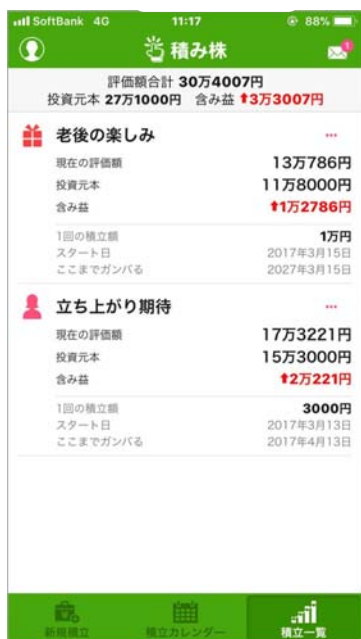 SoftBank 4G 11:17 88%
積み株
1
評価額合計 30万4007円
投資元本 27万1000円 含み益 ⬆3万3007円
老後の楽しみ ...
現在の評価額 13万786円
投資元本 11万8000円
含み益 ⬆1万2786円
1回の積立額 1万円
スタート日 2017年3月15日
ここまでガンバる 2027年3月15日
立ち上がり期待 ...
現在の評価額 17万3221円
投資元本 15万3000円
含み益 ⬆2万221円
1回の積立額 3000円
スタート日 2017年3月13日
ここまでガンバる 2017年4月13日
新規積立 積立カレンダー 積立一覧